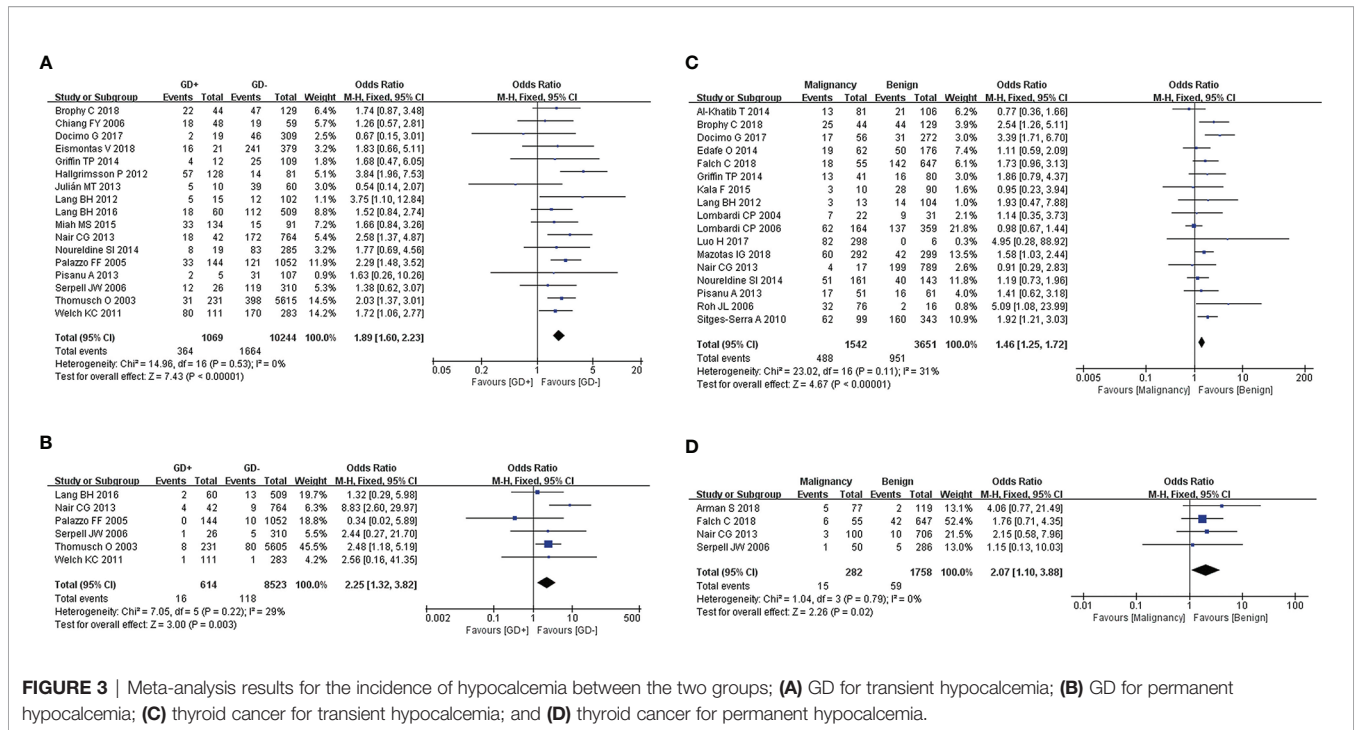 A
GD+ GD- Odds Ratio Odds Ratio
Study or Subgroup Events Total Events Total Weight M-H, Fixed, 95% CI M-H, Fixed, 95% CI
Brophy C 2018 22 44 47 129 6.4% 1.74 [0.87, 3.48]
Chiang FY 2006 18 48 19 59 5.6% 1.26 [0.57, 2.81]
Docimo G 2017 2 19 46 309 2.4% 0.67 [0.15, 3.01]
Eismontas V 2018 16 21 241 379 3.0% 1.83 [0.66, 5.11]
Griffin TP 2014 4 12 25 109 1.8% 1.68 [0.47, 6.05]
Hallgrimsson P 2012 57 128 14 81 5.1% 3.84 [1.96, 7.53]
Julián MT 2013 5 10 39 60 3.0% 0.54 [0.14, 2.07]
Lang BH 2012 5 15 12 102 1.1% 3.75 [1.10, 12.84]
Lang BH 2016 18 60 112 509 8.8% 1.52 [0.84, 2.74]
Miah MS 2015 33 134 15 91 7.1% 1.66 [0.84, 3.26]
Nair CG 2013 18 42 172 764 5.4% 2.58 [1.37, 4.87]
Noureldine SI 2014 8 19 83 285 3.2% 1.77 [0.69, 4.56]
Palazzo FF 2005 33 144 121 1052 11.9% 2.29 [1.48, 3.52]
Pisanu A 2013 2 5 31 107 0.9% 1.63 [0.26, 10.26]
Serpell JW 2006 12 26 119 310 5.3% 1.38 [0.62, 3.07]
Thomusch O 2003 31 231 398 5615 14.5% 2.03 [1.37, 3.01]
Welch KC 2011 80 111 170 283 14.4% 1.72 [1.06, 2.77]
Total (95% CI) 1069 10244 100.0% 1.89 [1.60, 2.23]
Total events 364 1664
Heterogeneity: Chi² = 14.96, df = 16 (P = 0.53); I² = 0%
Test for overall effect: Z = 7.43 (P < 0.00001)
0.05 0.2 1 5 20
Favours [GD+] Favours [GD-]
C
Malignancy Benign Odds Ratio Odds Ratio
Study or Subgroup Events Total Events Total Weight M-H, Fixed, 95% CI M-H, Fixed, 95% CI
Al-Khatib T 2014 13 81 21 106 6.2% 0.77 [0.36, 1.66]
Brophy C 2018 25 44 44 129 3.9% 2.54 [1.26, 5.11]
Docimo G 2017 17 56 31 272 3.0% 3.39 [1.71, 6.70]
Edafe O 2014 19 62 50 176 7.4% 1.11 [0.59, 2.09]
Falch C 2018 18 55 142 647 6.2% 1.73 [0.96, 3.13]
Griffin TP 2014 13 41 16 80 3.1% 1.86 [0.79, 4.37]
Kala F 2015 3 10 28 90 1.6% 0.95 [0.23, 3.94]
Lang BH 2012 3 13 14 104 1.0% 1.93 [0.47, 7.88]
Lombardi CP 2004 7 22 9 31 2.1% 1.14 [0.35, 3.73]
Lombardi CP 2006 62 164 137 359 20.8% 0.98 [0.67, 1.44]
Luo H 2017 82 298 0 6 0.3% 4.95 [0.28, 88.92]
Mazotas IG 2018 60 292 42 299 13.5% 1.58 [1.03, 2.44]
Nair CG 2013 4 17 199 789 2.6% 0.91 [0.29, 2.83]
Noureldine SI 2014 51 161 40 143 11.8% 1.19 [0.73, 1.96]
Pisanu A 2013 17 51 16 61 4.0% 1.41 [0.62, 3.18]
Roh JL 2006 32 76 2 16 0.8% 5.09 [1.08, 23.99]
Sitges-Serra A 2010 62 99 160 343 10.9% 1.92 [1.21, 3.03]
Total (95% CI) 1542 3651 100.0% 1.46 [1.25, 1.72]
Total events 488 951
Heterogeneity: Chi² = 23.02, df = 16 (P = 0.11); I² = 31%
Test for overall effect: Z = 4.67 (P < 0.00001)
0.005 0.1 1 10 200
Favours [Malignancy] Favours [Benign]
B
GD+ GD- Odds Ratio Odds Ratio
Study or Subgroup Events Total Events Total Weight M-H, Fixed, 95% CI M-H, Fixed, 95% CI
Lang BH 2016 2 60 13 509 19.7% 1.32 [0.29, 5.98]
Nair CG 2013 4 42 9 764 6.3% 8.83 [2.60, 29.97]
Palazzo FF 2005 0 144 10 1052 18.8% 0.34 [0.02, 5.89]
Serpell JW 2006 1 26 5 310 5.4% 2.44 [0.27, 21.70]
Thomusch O 2003 8 231 80 5605 45.5% 2.48 [1.18, 5.19]
Welch KC 2011 1 111 1 283 4.2% 2.56 [0.16, 41.35]
Total (95% CI) 614 8523 100.0% 2.25 [1.32, 3.82]
Total events 16 118
Heterogeneity: Chi² = 7.05, df = 5 (P = 0.22); I² = 29%
Test for overall effect: Z = 3.00 (P = 0.003)
0.002 0.1 1 10 500
Favours [GD+] Favours [GD-]
D
Malignancy Benign Odds Ratio Odds Ratio
Study or Subgroup Events Total Events Total Weight M-H, Fixed, 95% CI M-H, Fixed, 95% CI
Arman S 2018 5 77 2 119 13.1% 4.06 [0.77, 21.49]
Falch C 2018 6 55 42 647 52.4% 1.76 [0.71, 4.35]
Nair CG 2013 3 100 10 706 21.5% 2.15 [0.58, 7.96]
Serpell JW 2006 1 50 5 286 13.0% 1.15 [0.13, 10.03]
Total (95% CI) 282 1758 100.0% 2.07 [1.10, 3.88]
Total events 15 59
Heterogeneity: Chi² = 1.04, df = 3 (P = 0.79); I² = 0%
Test for overall effect: Z = 2.26 (P = 0.02)
0.01 0.1 1 10 100
Favours [Malignancy] Favours [Benign]
FIGURE 3 | Meta-analysis results for the incidence of hypocalcemia between the two groups; (A) GD for transient hypocalcemia; (B) GD for permanent
hypocalcemia; (C) thyroid cancer for transient hypocalcemia; and (D) thyroid cancer for permanent hypocalcemia.